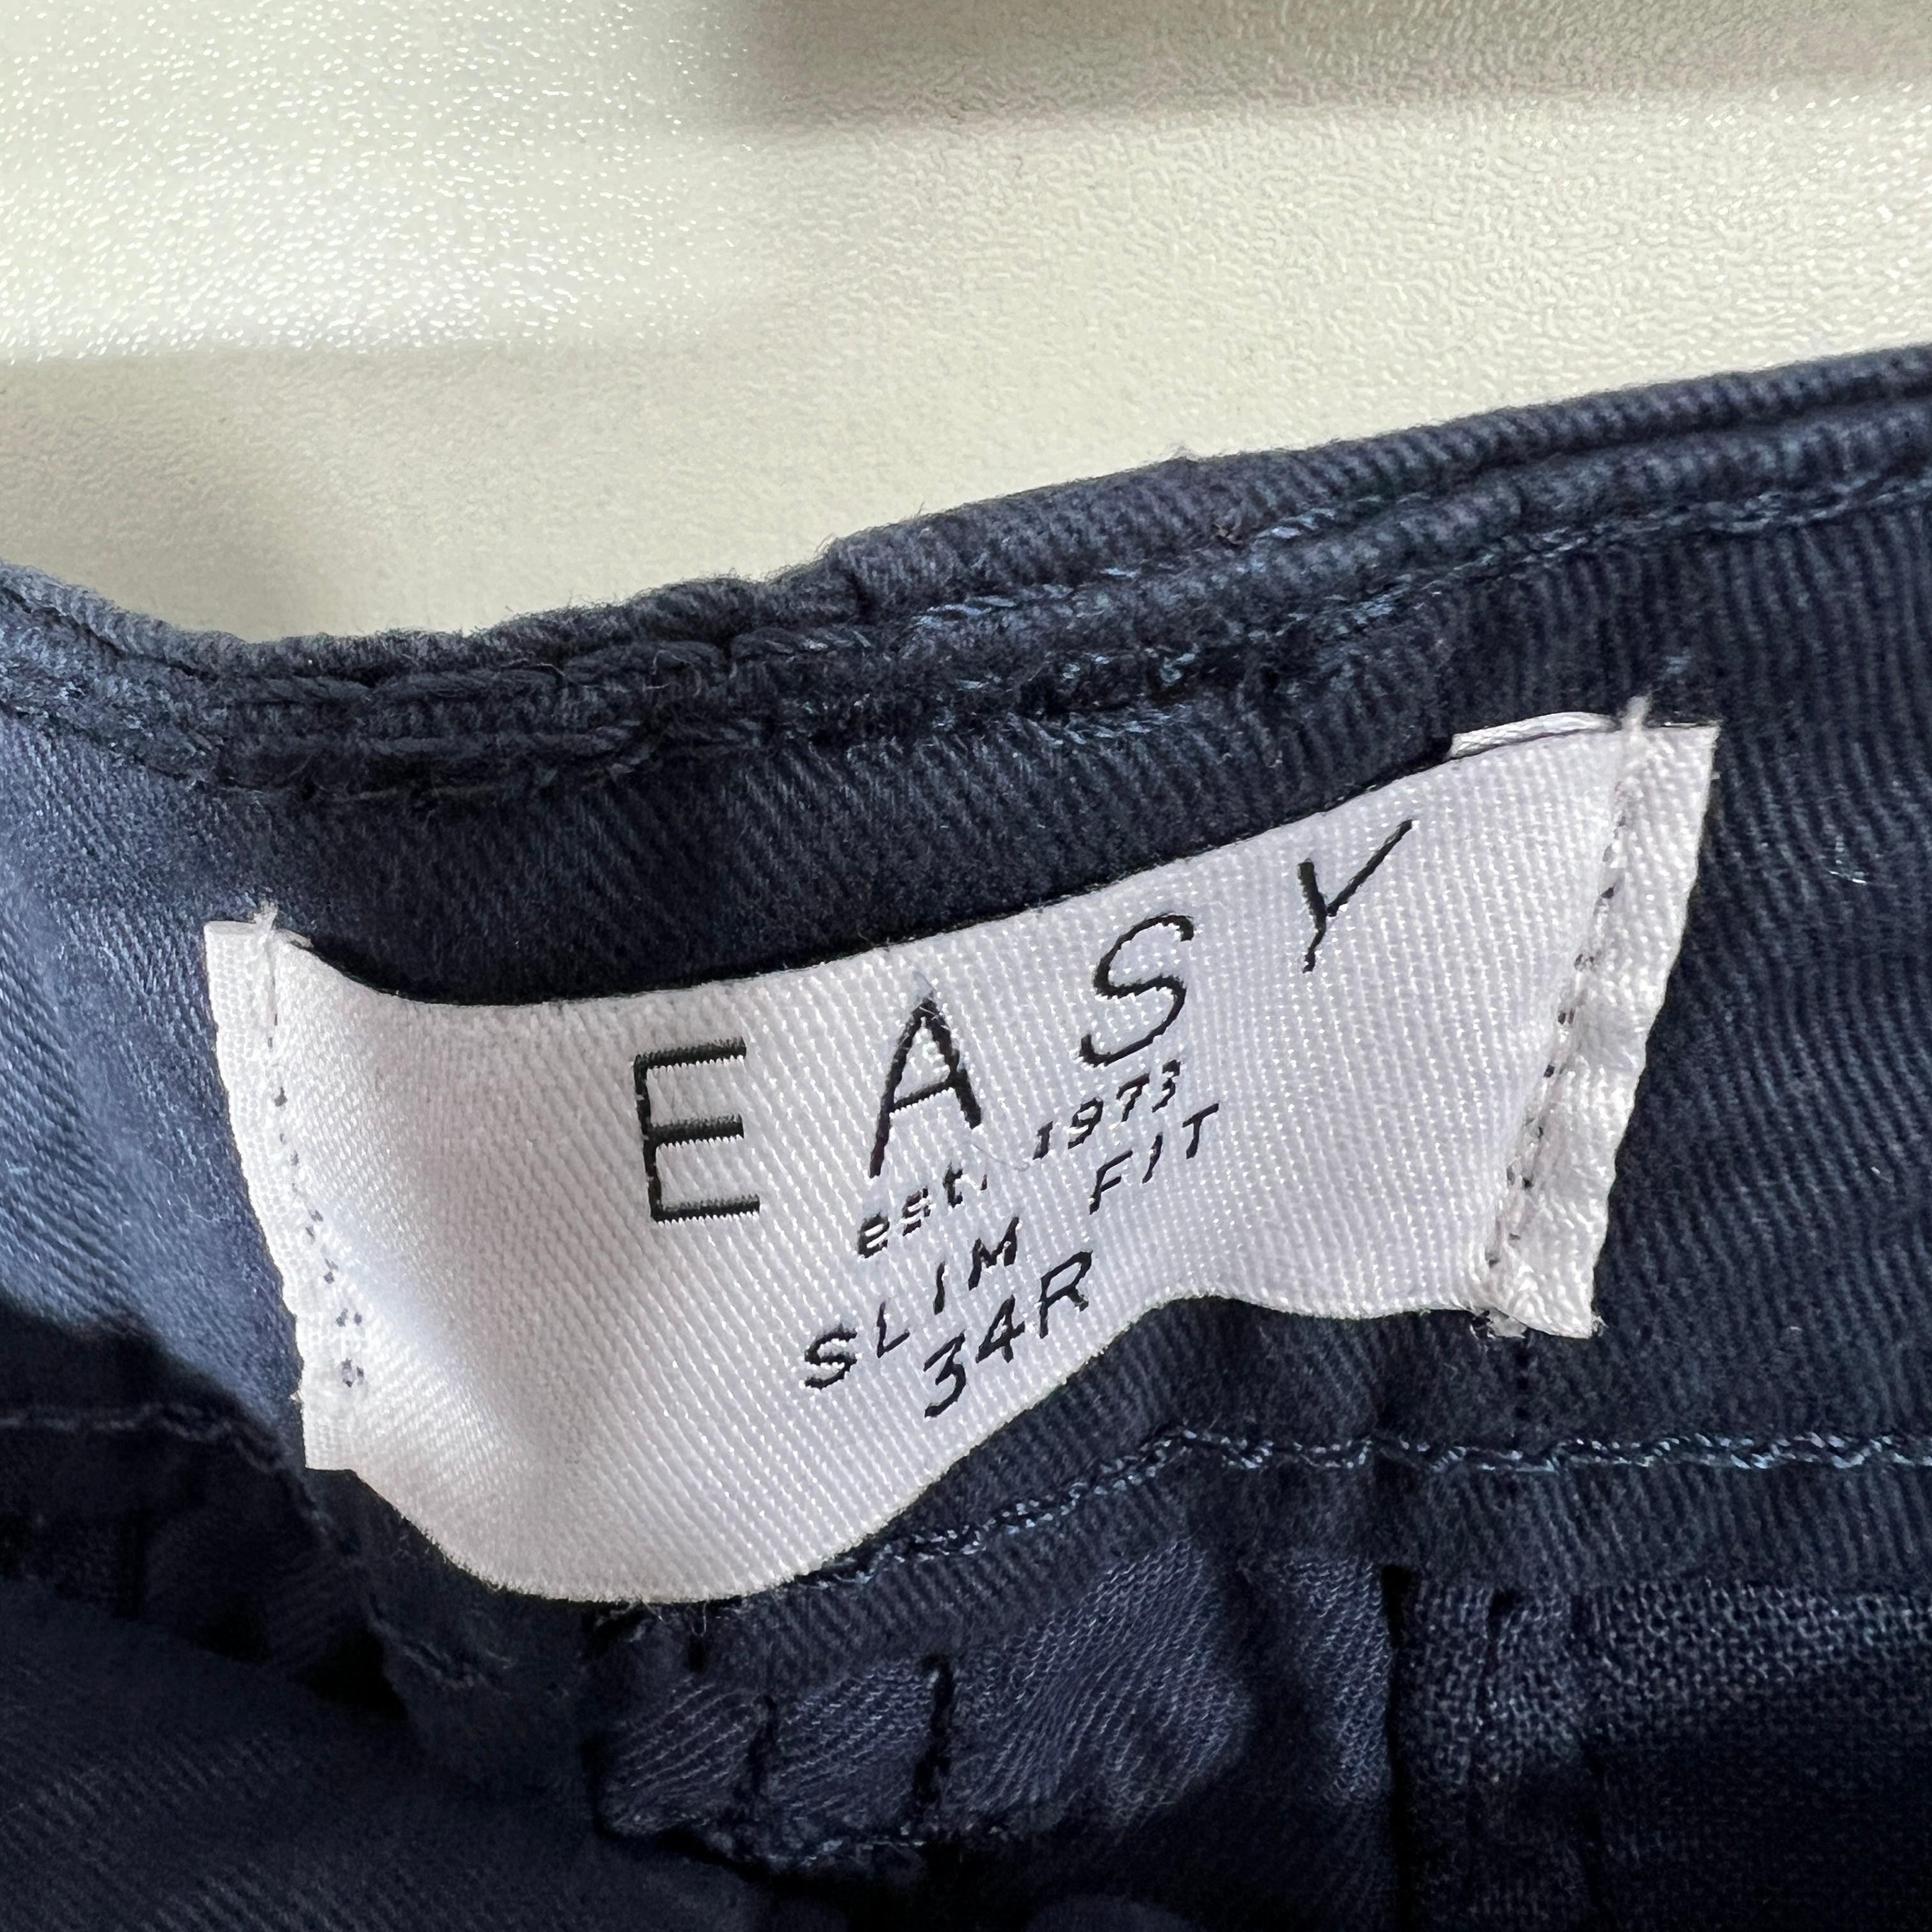 EASY
est. 1973
SLIM FIT
34R